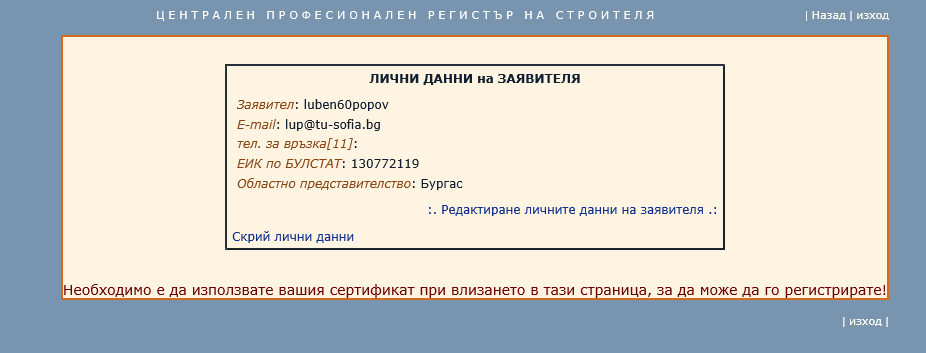 ЦЕНТРАЛЕН ПРОФЕСИОНАЛЕН РЕГИСТЪР НА СТРОИТЕЛЯ
| Назад | изход
ЛИЧНИ ДАННИ на ЗАЯВИТЕЛЯ
Заявител: luben60popov
E-mail: lup@tu-sofia.bg
тел. за връзка[11]:
ЕИК по БУЛСТАТ: 130772119
Областно представителство: Бургас
:. Редактиране личните данни на заявителя .:
Скрий лични данни
Необходимо е да използвате вашия сертификат при влизането в тази страница, за да може да го регистрирате!
| изход |